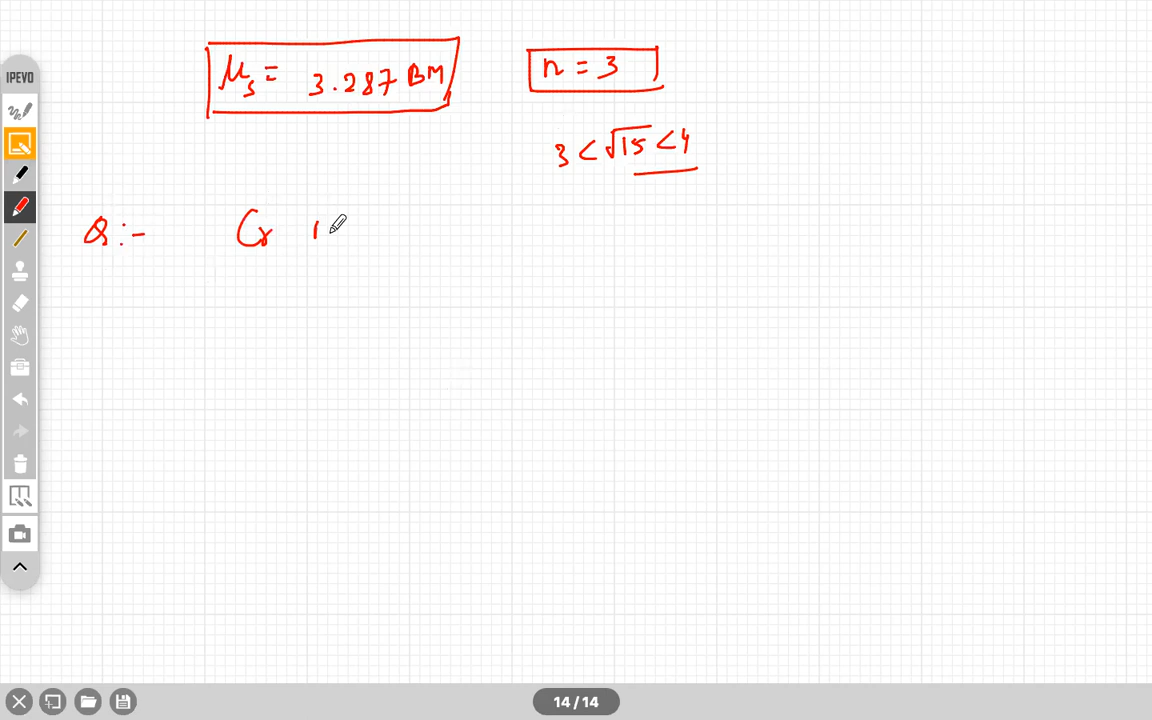 IPEVO
μs = 3.287 BM
n = 3
3 < √15 < 4
Q:- Cr
14 / 14